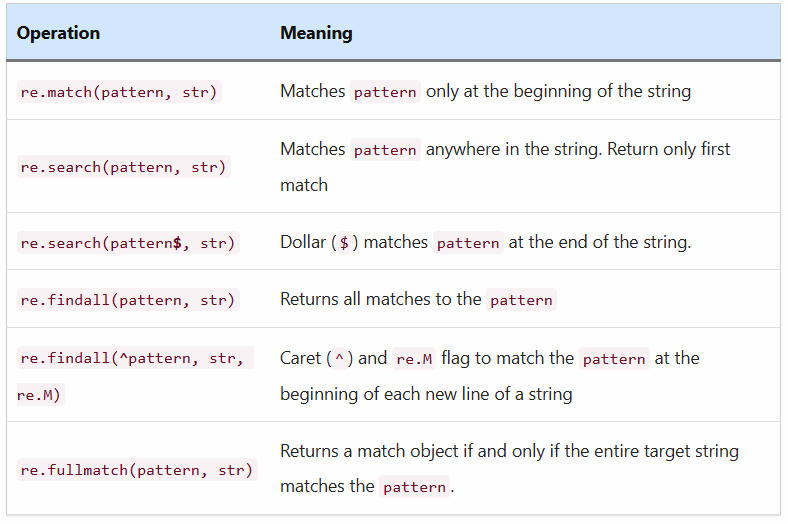 Operation Meaning
re.match(pattern, str) Matches pattern only at the beginning of the string
re.search(pattern, str) Matches pattern anywhere in the string. Return only first
match
re.search(pattern$, str) Dollar ($) matches pattern at the end of the string.
re.findall(pattern, str) Returns all matches to the pattern
re.findall(^pattern, str, Caret (^) and re.M flag to match the pattern at the
re.M) beginning of each new line of a string
re.fullmatch(pattern, str) Returns a match object if and only if the entire target string
matches the pattern.